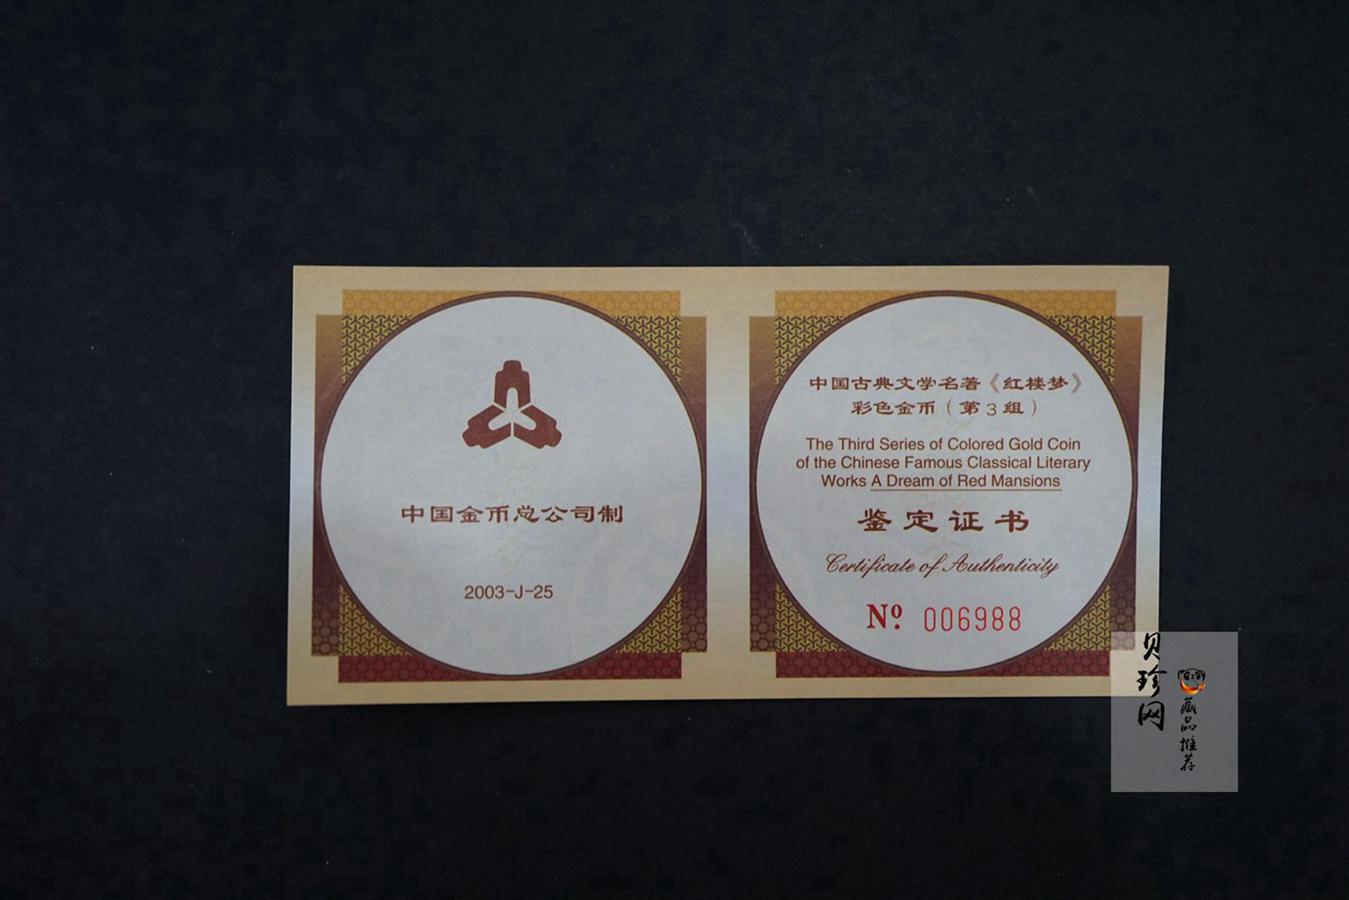 中国金币总公司制
2003-J-25
中国古典文学名著《红楼梦》
彩色金币（第3组）
The Third Series of Colored Gold Coin
of the Chinese Famous Classical Literary
Works A Dream of Red Mansions
鉴定证书
Certificate of Authenticity
Nº 006988
贝珍网
藏品推荐